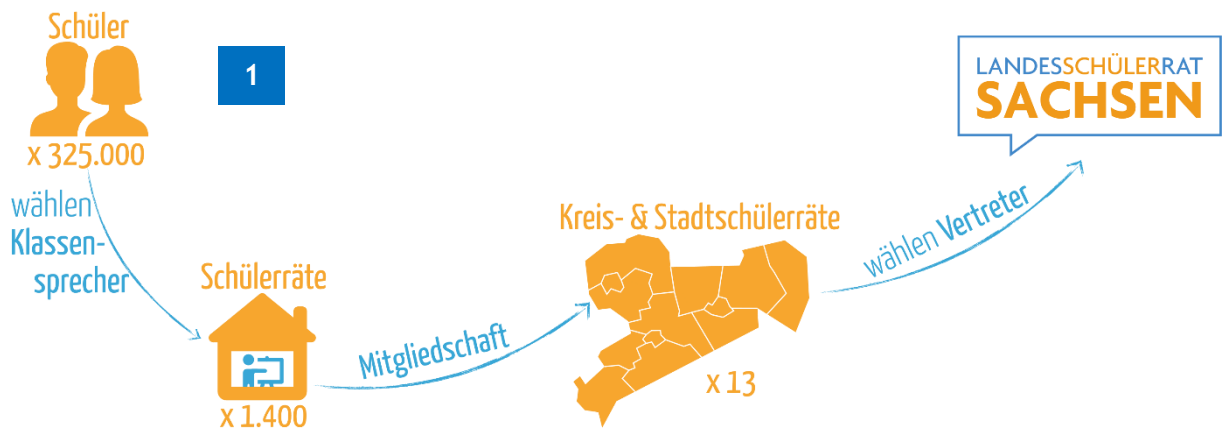 Schüler
x 325.000
1
wählen
Klassen-
sprecher
Schülerräte
x 1.400
Mitgliedschaft
Kreis- & Stadtschülerräte
x 13
wählen Vertreter
LANDESSCHÜLERRAT
SACHSEN